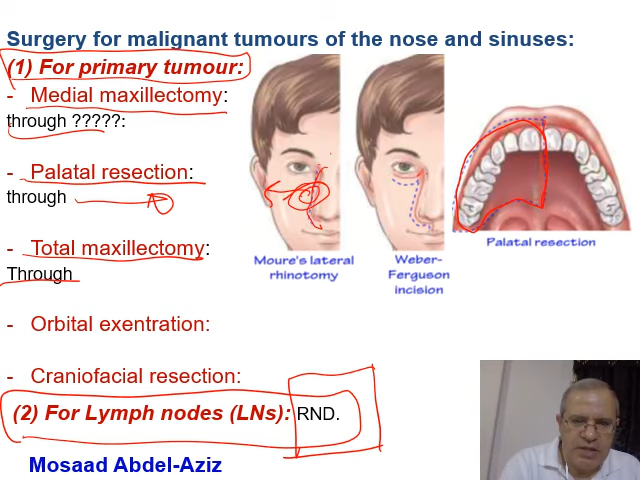 Surgery for malignant tumours of the nose and sinuses:
(1) For primary tumour:
- Medial maxillectomy:
through ?????:
- Palatal resection:
through
- Total maxillectomy:
Through
- Orbital exentration:
- Craniofacial resection:
(2) For Lymph nodes (LNs): RND.
Mosaad Abdel-Aziz
Moure's lateral
rhinotomy
Weber-
Ferguson
incision
Palatal resection